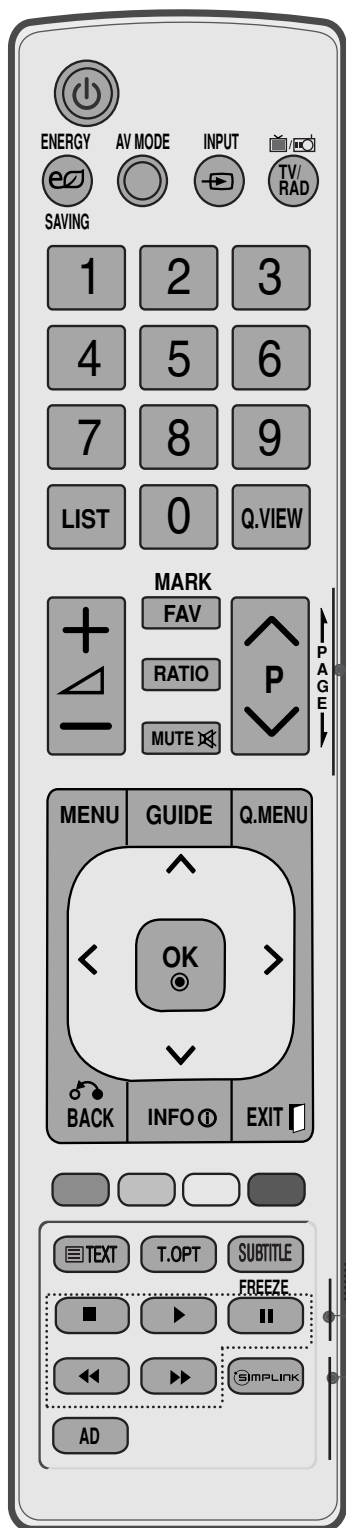 ENERGY AV MODE INPUT
TV/
RAD
SAVING
1 2 3
4 5 6
7 8 9
LIST 0 Q.VIEW
MARK
FAV
RATIO P
MUTE
PAGE
MENU GUIDE Q.MENU
OK
BACK INFO EXIT
TEXT T.OPT SUBTITLE
FREEZE
SIMPLINK
AD